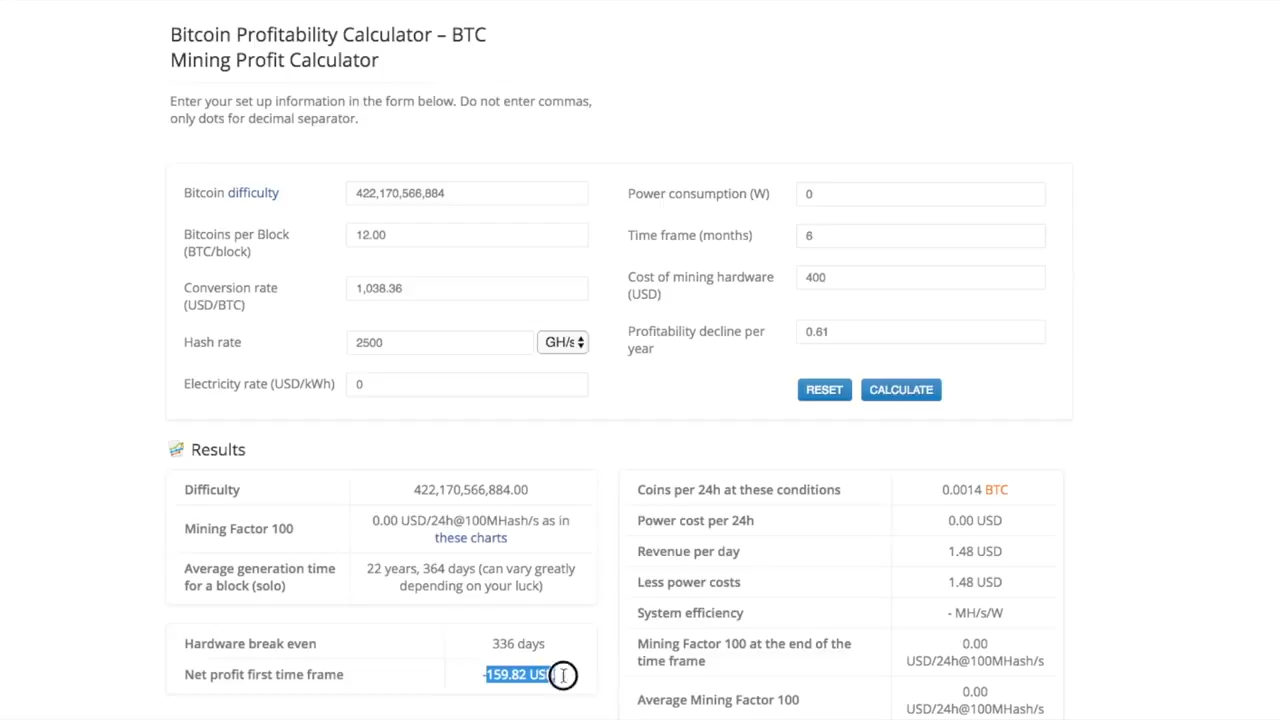 Bitcoin Profitability Calculator – BTC
Mining Profit Calculator
Enter your set up information in the form below. Do not enter commas,
only dots for decimal separator.
Bitcoin difficulty
422,170,566,884
Bitcoins per Block
(BTC/block)
12.00
Conversion rate
(USD/BTC)
1,038.36
Hash rate
2500
GH/s
Electricity rate (USD/kWh)
0
Power consumption (W)
0
Time frame (months)
6
Cost of mining hardware
(USD)
400
Profitability decline per
year
0.61
RESET
CALCULATE
Results
Difficulty
422,170,566,884.00
Mining Factor 100
0.00 USD/24h@100MHash/s as in
these charts
Average generation time
for a block (solo)
22 years, 364 days (can vary greatly
depending on your luck)
Hardware break even
336 days
Net profit first time frame
-159.82 USD
Coins per 24h at these conditions
0.0014 BTC
Power cost per 24h
0.00 USD
Revenue per day
1.48 USD
Less power costs
1.48 USD
System efficiency
- MH/s/W
Mining Factor 100 at the end of the
time frame
0.00
USD/24h@100MHash/s
Average Mining Factor 100
0.00
USD/24h@100MHash/s